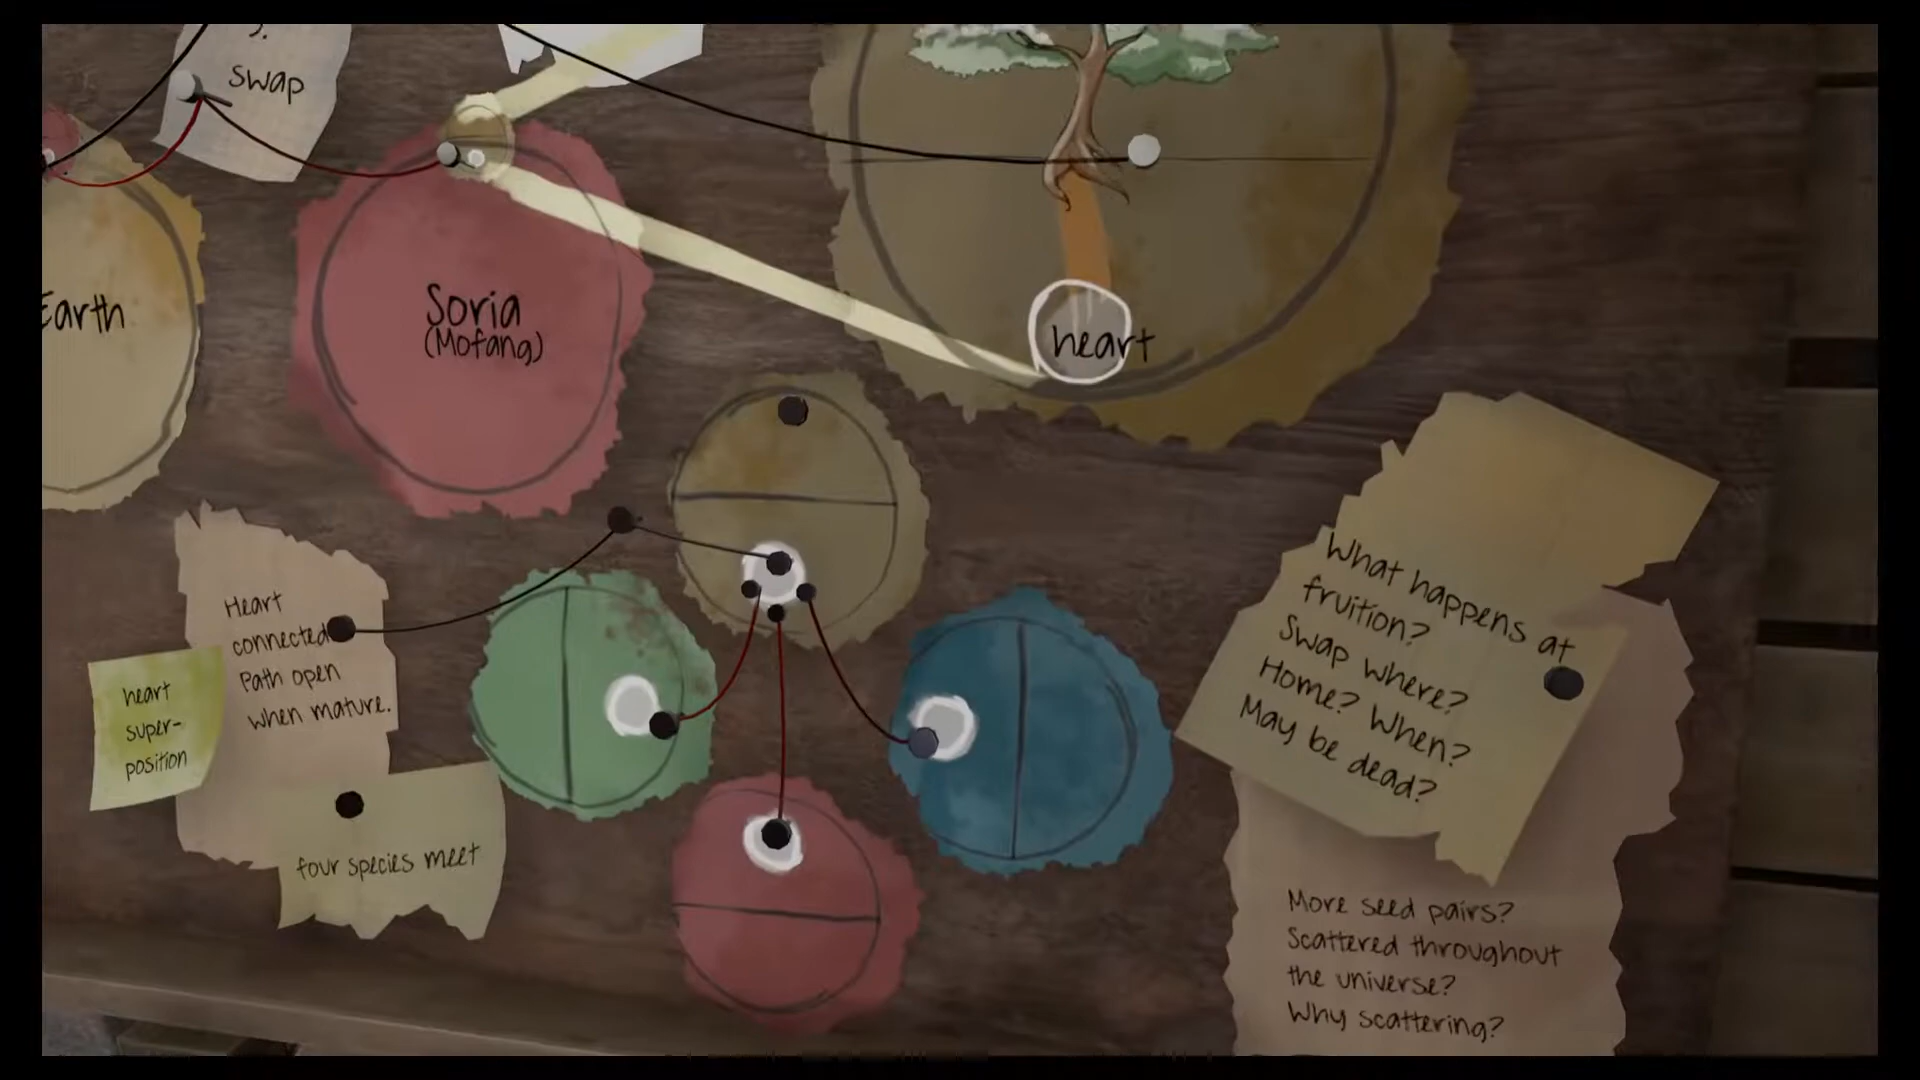 swap
Earth
Soria
(Mofang)
heart
Heart
connected
Path open
when mature.
heart
super-
position
four species meet
What happens at
fruition?
Swap where?
Home? When?
May be dead?
More seed pairs?
Scattered throughout
the universe?
Why scattering?